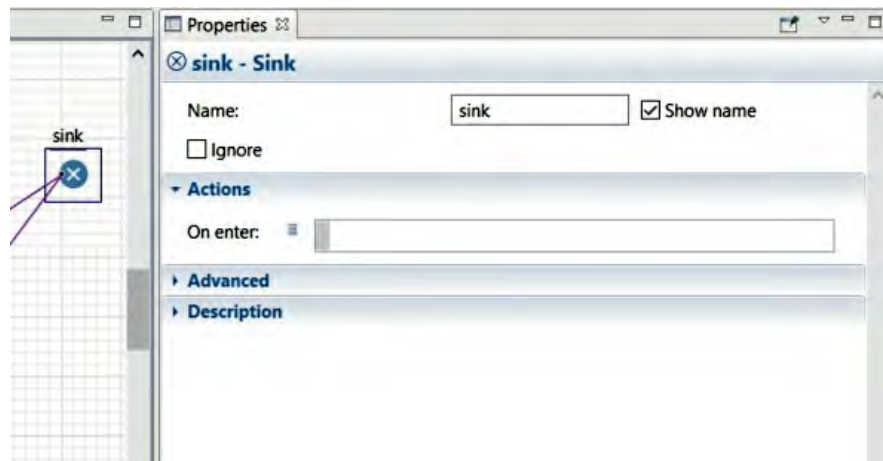 Properties
sink - Sink
Name:
sink
Show name
sink
Ignore
Actions
On enter:
Advanced
Description